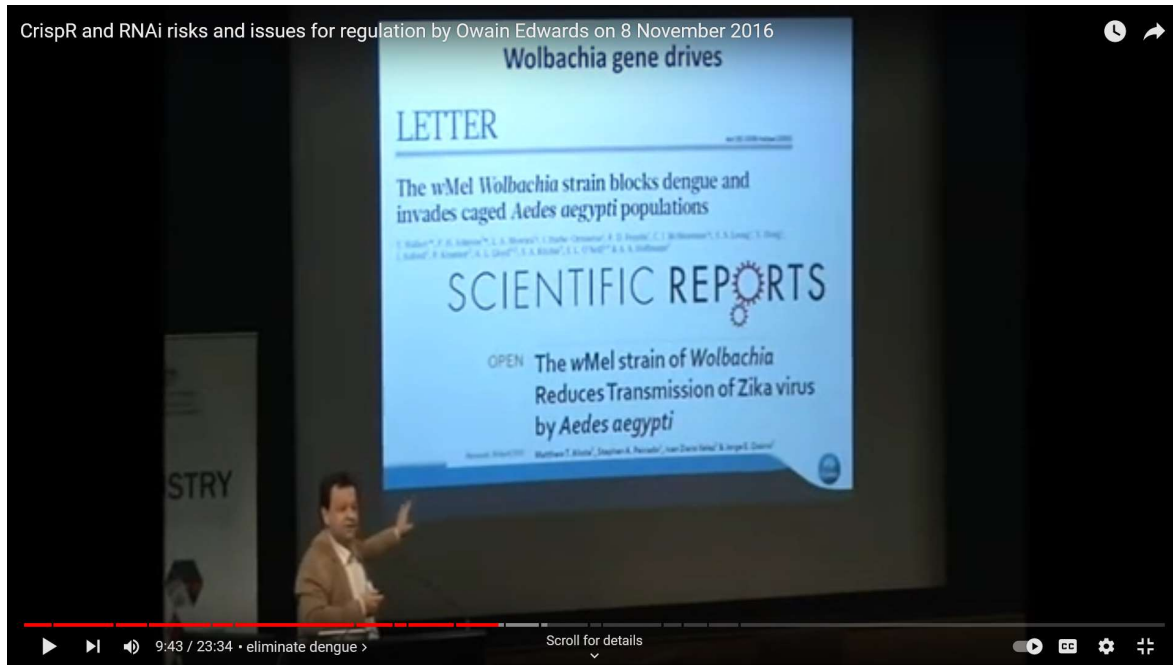 CrispR and RNAi risks and issues for regulation by Owain Edwards on 8 November 2016
Wolbachia gene drives
LETTER
The wMel Wolbachia strain blocks dengue and
invades caged Aedes aegypti populations
SCIENTIFIC REPORTS
OPEN The wMel strain of Wolbachia
Reduces Transmission of Zika virus
by Aedes aegypti
STRY
9:43 / 23:34 • eliminate dengue >
Scroll for details
CC